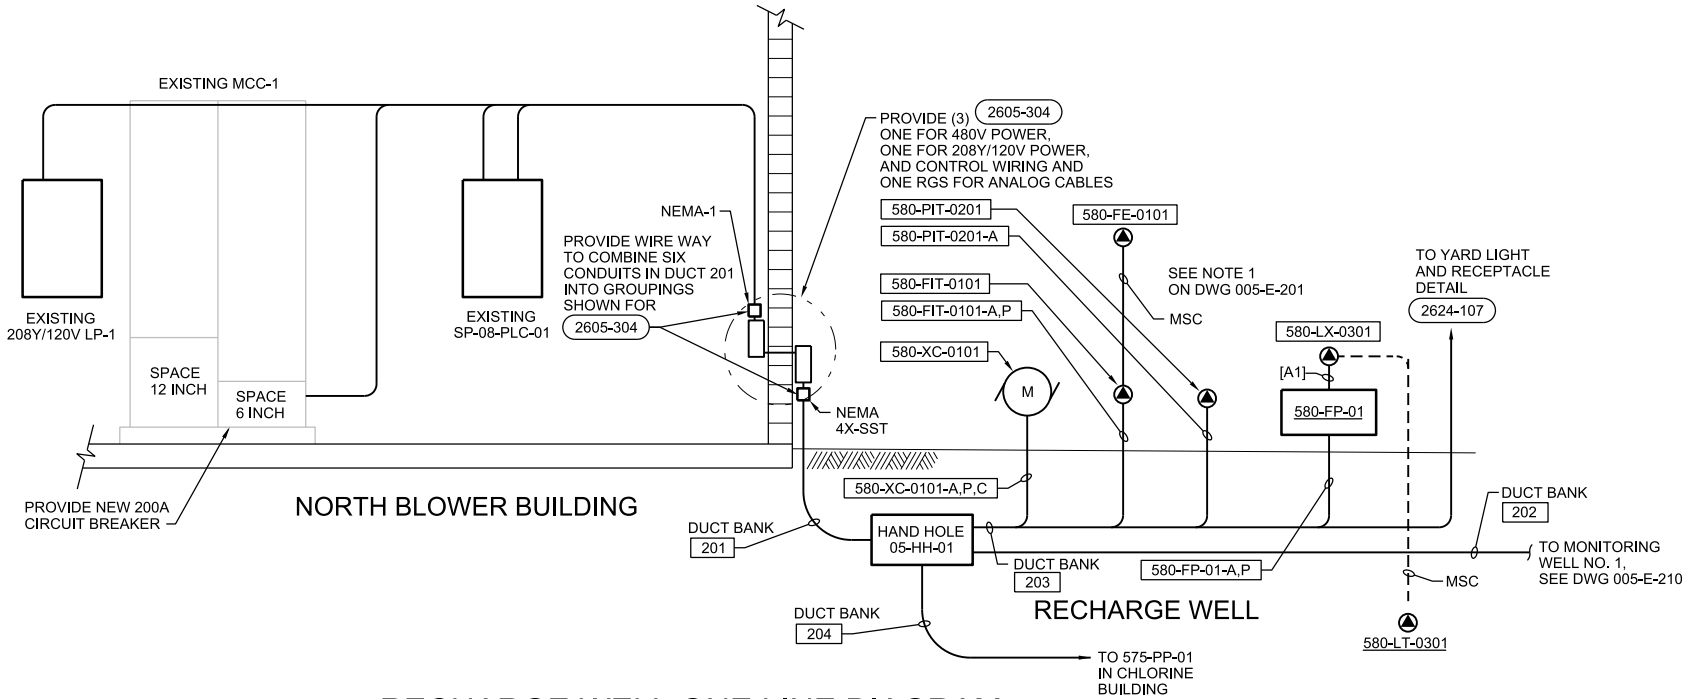 EXISTING MCC-1
EXISTING
208Y/120V LP-1
SPACE
12 INCH
SPACE
6 INCH
PROVIDE NEW 200A
CIRCUIT BREAKER
EXISTING
SP-08-PLC-01
NORTH BLOWER BUILDING
NEMA-1
PROVIDE WIRE WAY
TO COMBINE SIX
CONDUITS IN DUCT 201
INTO GROUPINGS
SHOWN FOR
2605-304
NEMA
4X-SST
PROVIDE (3) 2605-304
ONE FOR 480V POWER,
ONE FOR 208Y/120V POWER,
AND CONTROL WIRING AND
ONE RGS FOR ANALOG CABLES
580-PIT-0201
580-PIT-0201-A
580-FIT-0101
580-FIT-0101-A,P
580-XC-0101
M
580-FE-0101
SEE NOTE 1
ON DWG 005-E-201
MSC
580-LX-0301
[A1]
580-FP-01
TO YARD LIGHT
AND RECEPTACLE
DETAIL
2624-107
580-XC-0101-A,P,C
DUCT BANK
201
HAND HOLE
05-HH-01
DUCT BANK
203
580-FP-01-A,P
DUCT BANK
202
TO MONITORING
WELL NO. 1,
SEE DWG 005-E-210
MSC
RECHARGE WELL
580-LT-0301
DUCT BANK
204
TO 575-PP-01
IN CHLORINE
BUILDING